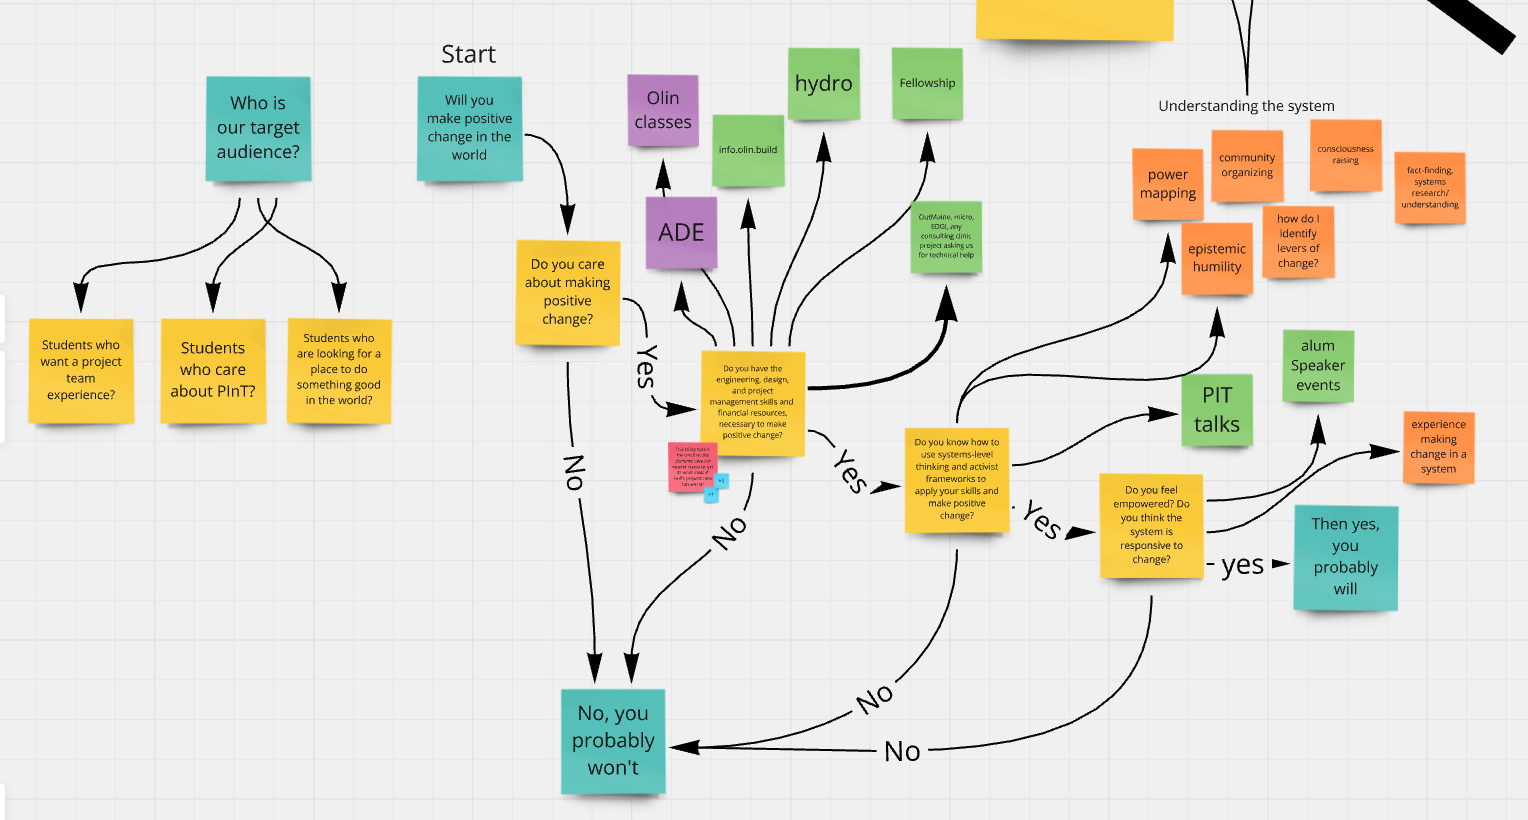 Start
Who is
our target
audience?
Students who
want a project
team
experience?
Students
who care
about PInT?
Students who
are looking for a
place to do
something good
in the world?
Will you
make positive
change in the
world
Do you care
about making
positive
change?
Yes
No
Olin
classes
ADE
info.olin.build
hydro
Fellowship
OutMaine, micro,
EDGI, any
consulting clinic
project asking us
for technical help
Do you have the
engineering, design,
and project
management skills and
financial resources,
necessary to make
positive change?
Yes
No
Understanding the system
power
mapping
community
organizing
consciousness
raising
fact-finding,
systems
research/
understanding
epistemic
humility
how do I
identify
levers of
change?
PIT
talks
alum
Speaker
events
experience
making
change in a
system
Do you know how to
use systems-level
thinking and activist
frameworks to
apply your skills and
make positive
change?
Yes
No
Do you feel
empowered? Do
you think the
system is
responsive to
change?
yes
No
Then yes,
you
probably
will
No, you
probably
won't